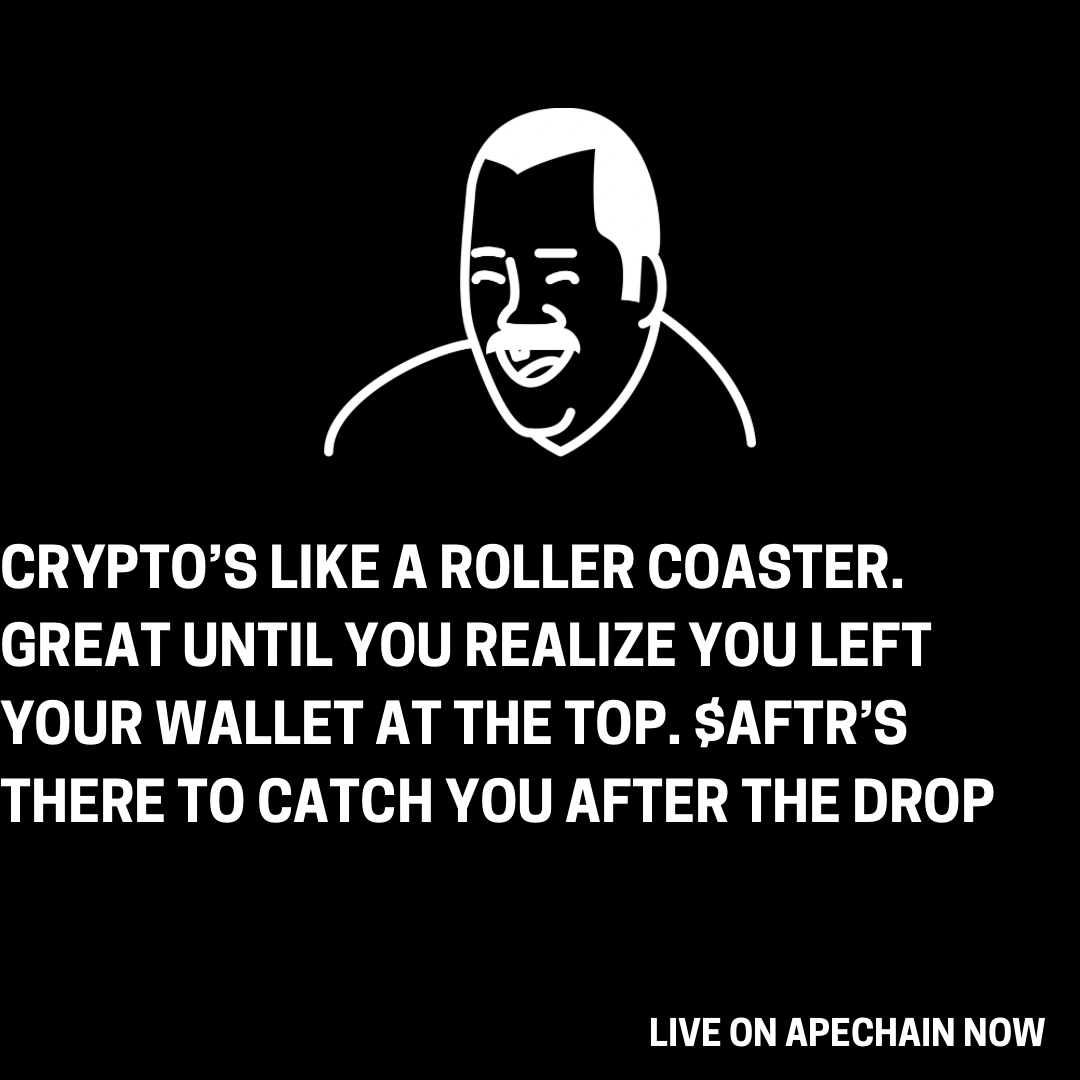 CRYPTO’S LIKE A ROLLER COASTER.
GREAT UNTIL YOU REALIZE YOU LEFT
YOUR WALLET AT THE TOP. $AFTR’S
THERE TO CATCH YOU AFTER THE DROP
LIVE ON APECHAIN NOW